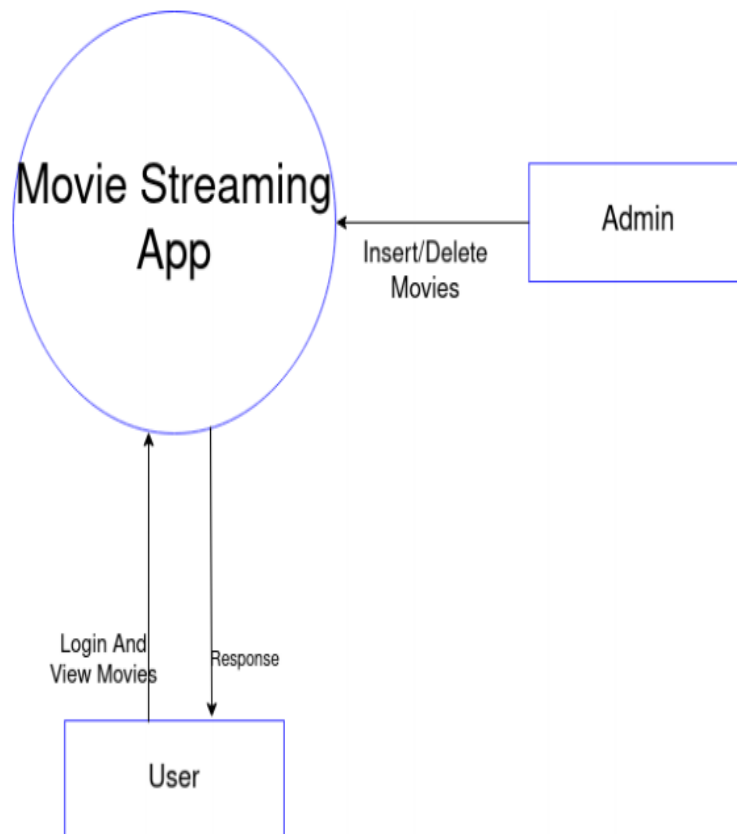 Movie Streaming
App
Admin
Insert/Delete
Movies
Login And
View Movies
Response
User